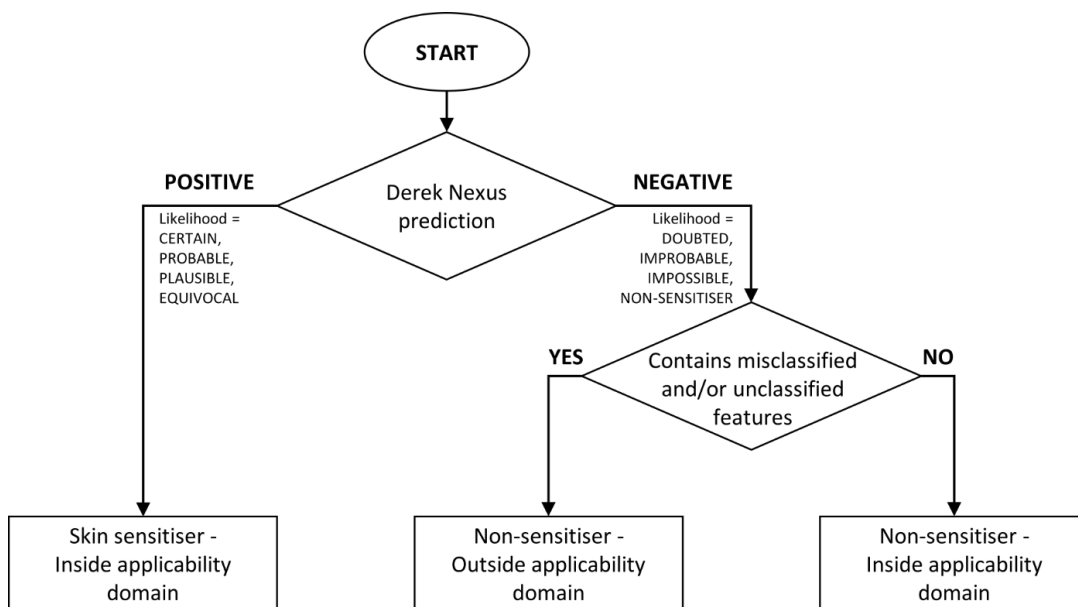 START
Derek Nexus
prediction
POSITIVE
Likelihood =
CERTAIN,
PROBABLE,
PLAUSIBLE,
EQUIVOCAL
NEGATIVE
Likelihood =
DOUBTED,
IMPROBABLE,
IMPOSSIBLE,
NON-SENSITISER
YES
Contains misclassified
and/or unclassified
features
NO
Skin sensitiser -
Inside applicability
domain
Non-sensitiser -
Outside applicability
domain
Non-sensitiser -
Inside applicability
domain